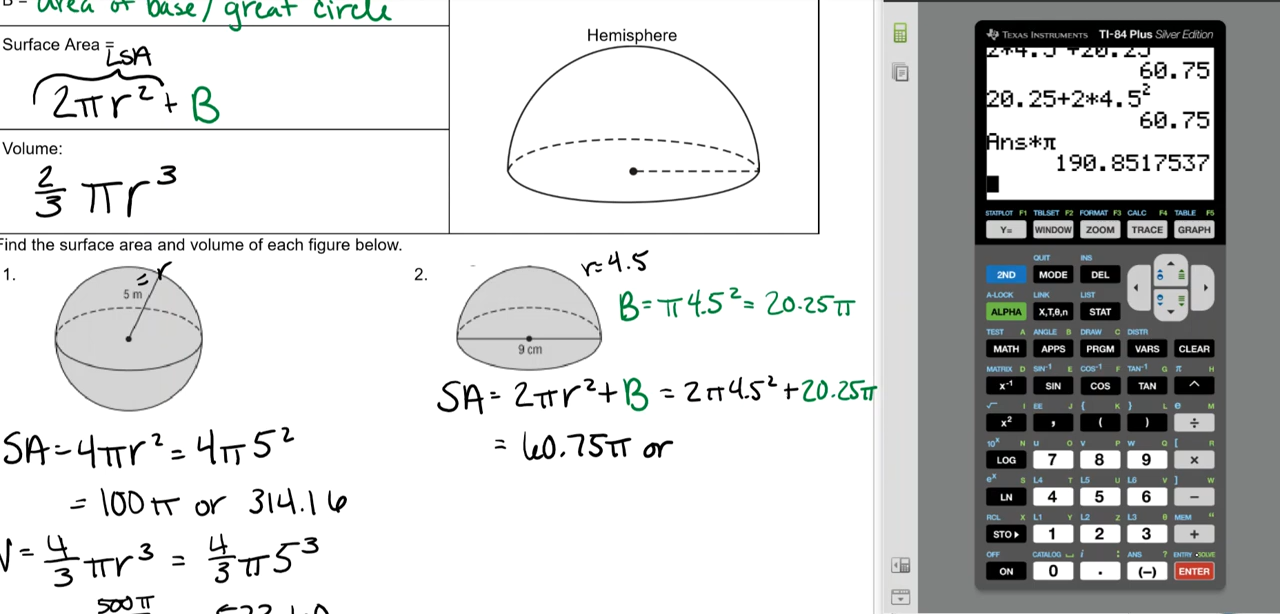 B = area of base / great circle
Surface Area =
LSA
2πr² + B
Volume:
2/3 πr³
Hemisphere
Find the surface area and volume of each figure below.
1.
= r
5 m
SA = 4πr² = 4π5²
= 100π or 314.16
V = 4/3 πr³ = 4/3 π5³
500π
2.
r = 4.5
B = π4.5² = 20.25π
9 cm
SA = 2πr² + B = 2π4.5² + 20.25π
= 60.75π or
TEXAS INSTRUMENTS TI-84 Plus Silver Edition
2*4.5²+20.25
60.75
20.25+2*4.5²
60.75
Ans*π
190.8517537
STATPLOT F1 TBLSET F2 FORMAT F3 CALC F4 TABLE F5
Y= WINDOW ZOOM TRACE GRAPH
QUIT INS
2ND MODE DEL
A-LOCK LINK LIST
ALPHA X,T,θ,n STAT
TEST A ANGLE B DRAW C DISTR
MATH APPS PRGM VARS CLEAR
MATRIX D SIN⁻¹ E COS⁻¹ F TAN⁻¹ G π H
x⁻¹ SIN COS TAN ^
√ I EE J { K } L e M
x² , ( ) ÷
10ˣ N u O v P w Q [ R
LOG 7 8 9 ×
eˣ S L4 T L5 U L6 V ] W
LN 4 5 6 −
RCL X L1 Y L2 Z L3 θ MEM "
STO▸ 1 2 3 +
OFF CATALOG ⎵ i : ANS ? ENTRY SOLVE
ON 0 . (−) ENTER